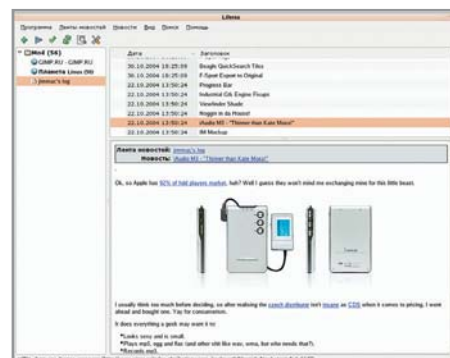 Liferea
Программа Ленты новостей Новости Вид Поиск Помощь
Моё (56)
GIMP.RU - GIMP.RU
Планета Linux (56)
jimmac's log
Дата Заголовок
30.10.2004 18:25:09 Beagle QuickSearch Tiles
30.10.2004 18:25:09 F-Spot Export to Original
22.10.2004 13:50:24 Progress Bar
22.10.2004 13:50:24 Industrial Gtk Engine Fixups
22.10.2004 13:50:24 Viewfinder Shade
22.10.2004 13:50:24 Noggin in da House!
22.10.2004 13:50:24 iAudio M3 - "Thinner than Kate Moss!"
22.10.2004 13:50:24 IM Mockup
Лента новостей: jimmac's log
Новость: iAudio M3 - "Thinner than Kate Moss!"
Ok, so Apple has 92% of hdd players market, huh? Well I guess they won't mind me exchanging mine for this little beast.
I usually think too much before deciding, so after realising the czech distributor isn't insane as CDS when it comes to pricing, I went
ahead and bought one. Yay for consumerism.
It does everything a geek may want it to:
Looks sexy and is small.
Plays mp3, ogg and flac (and other shit like wav, wma, but who needs that?).
Records mp3.